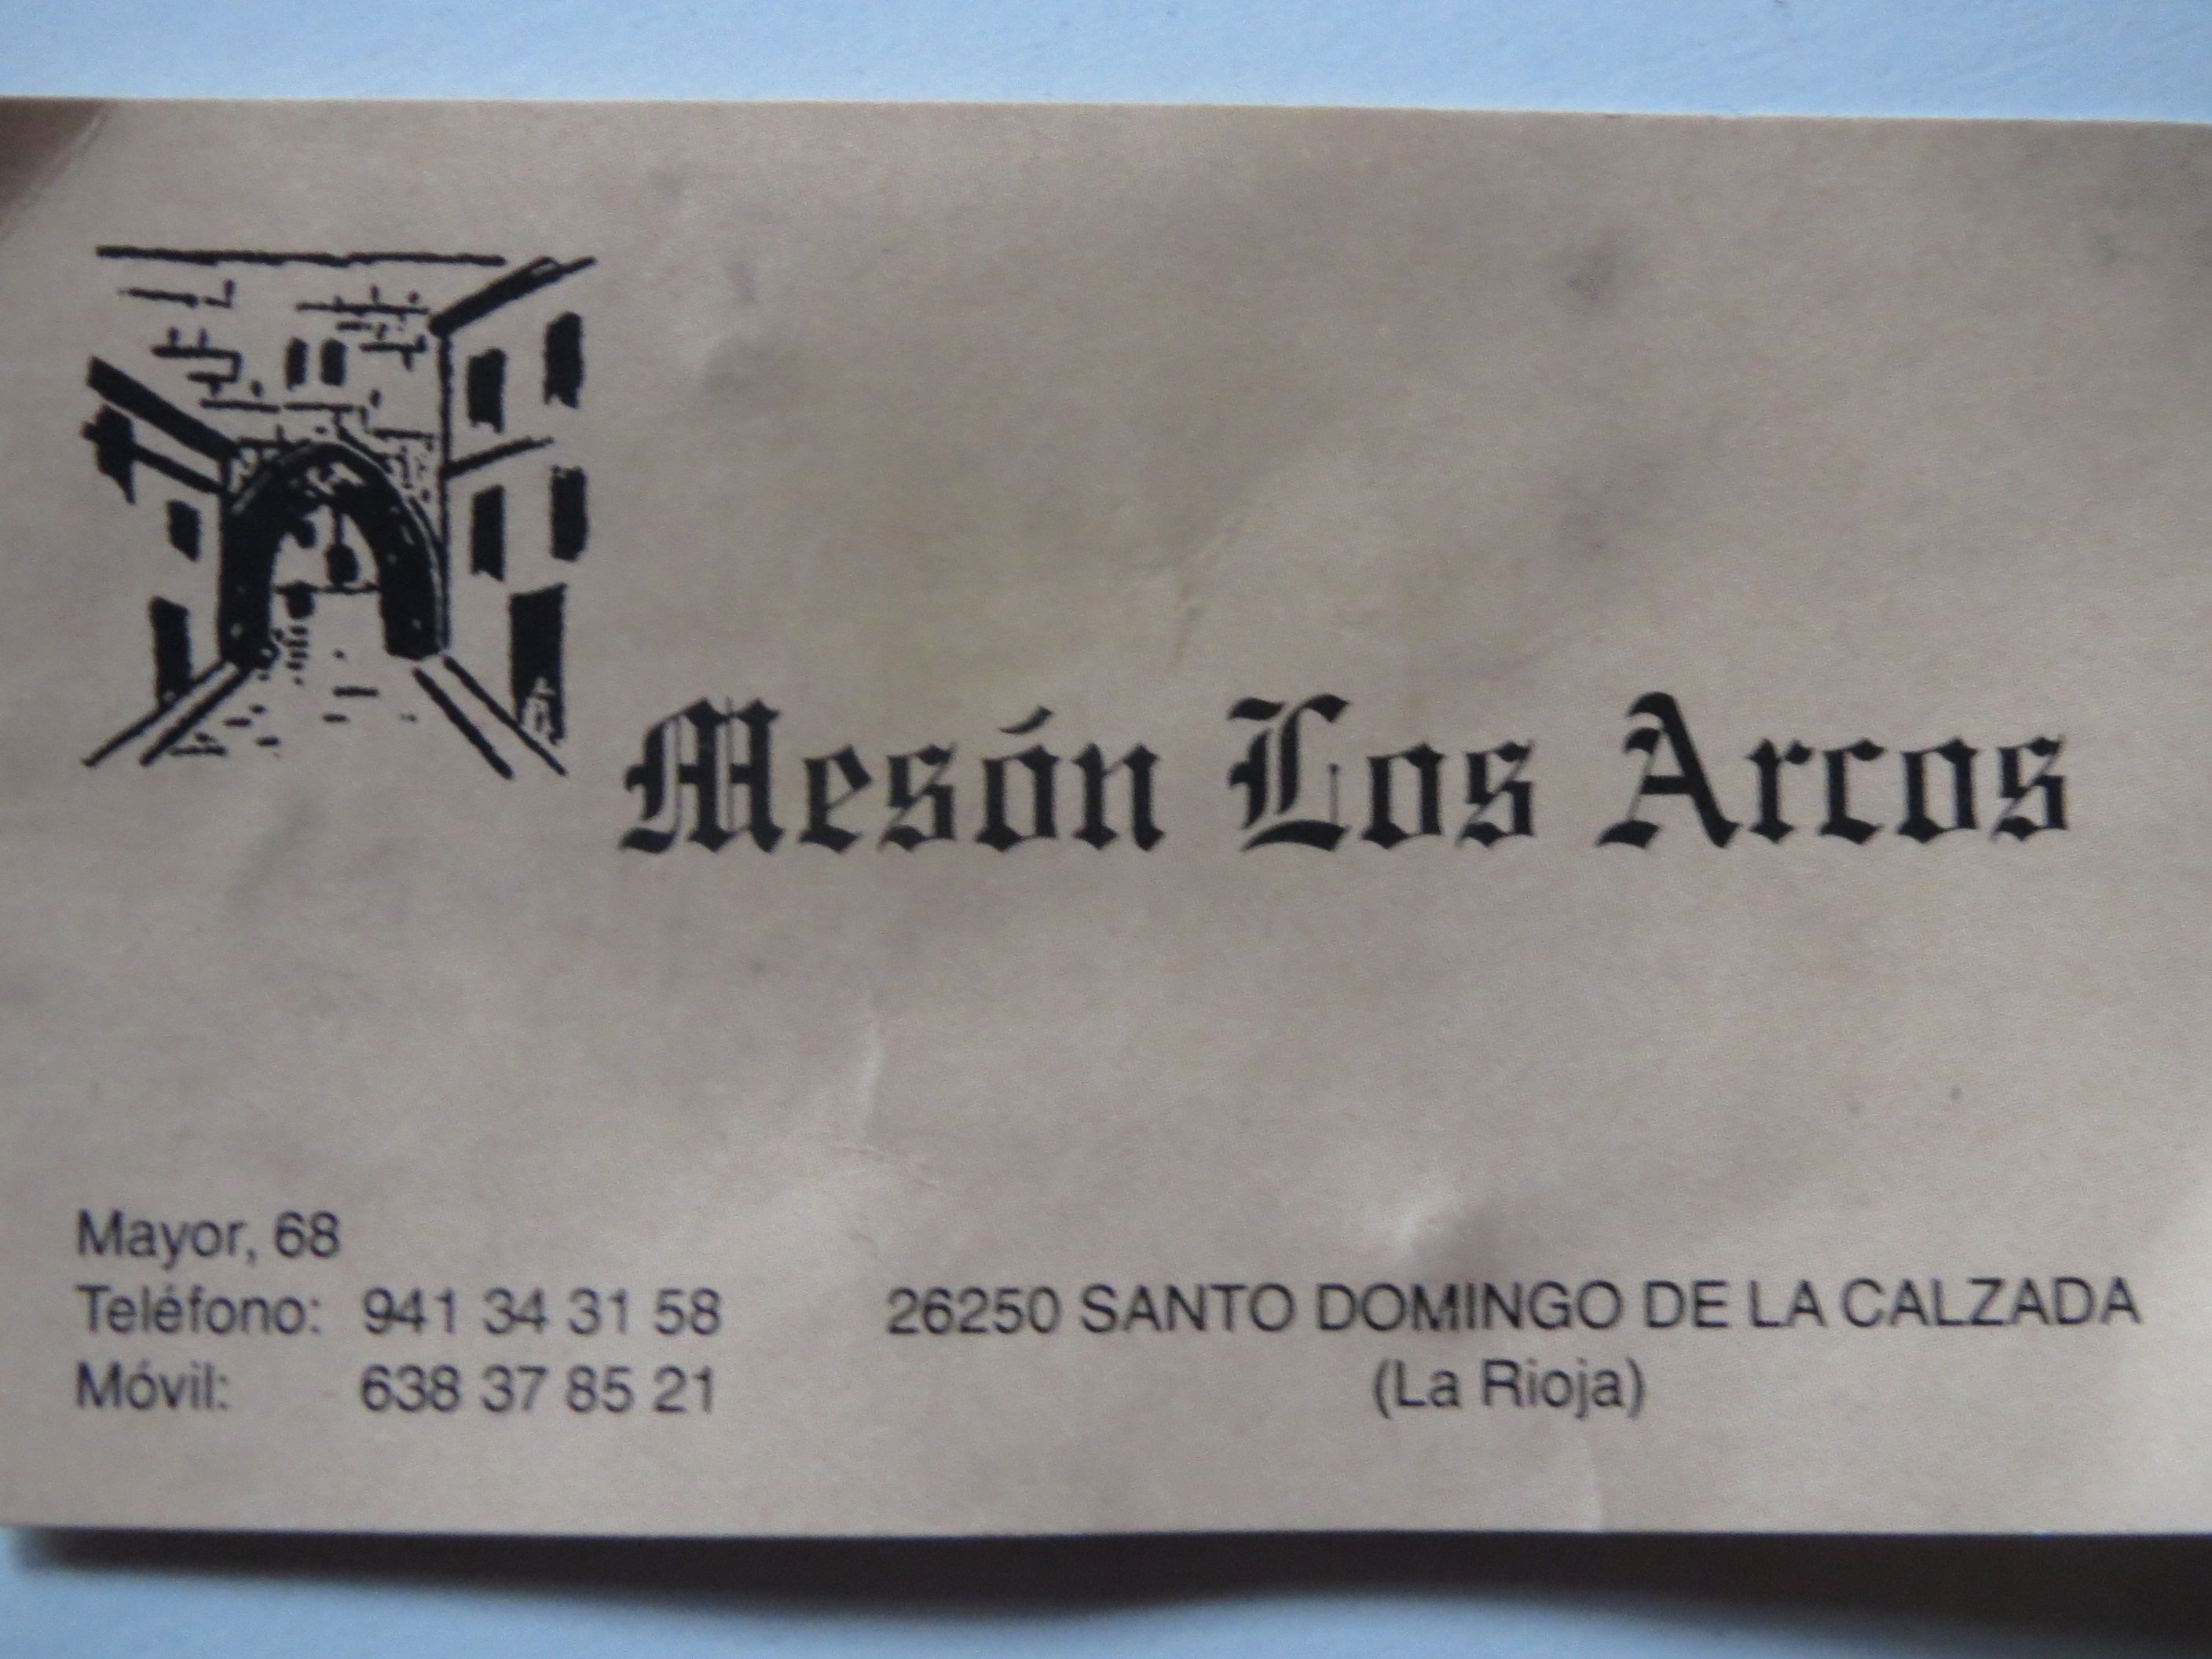 Mesón Los Arcos
Mayor, 68
Teléfono: 941 34 31 58
Móvil: 638 37 85 21
26250 SANTO DOMINGO DE LA CALZADA
(La Rioja)